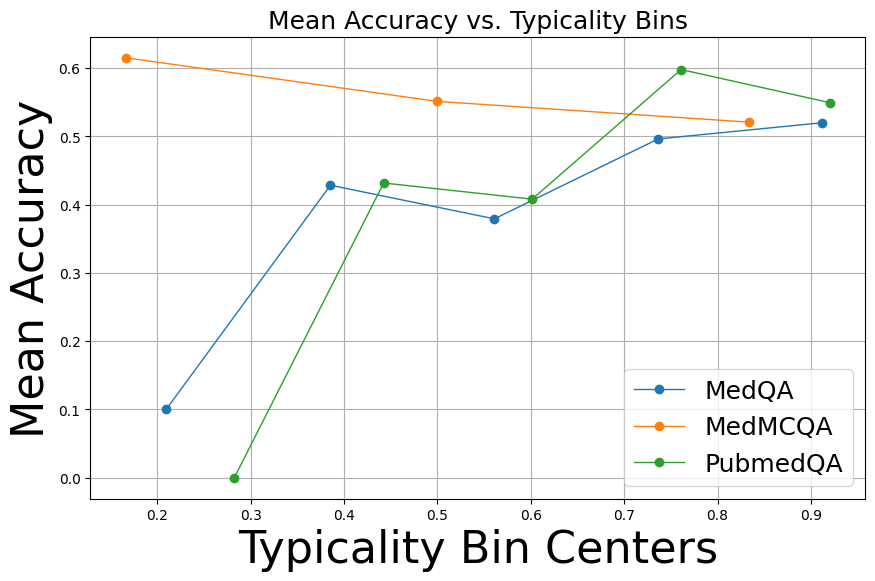 Mean Accuracy vs. Typicality Bins
Mean Accuracy
0.6
0.5
0.4
0.3
0.2
0.1
0.0
0.2 0.3 0.4 0.5 0.6 0.7 0.8 0.9
Typicality Bin Centers
MedQA
MedMCQA
PubmedQA